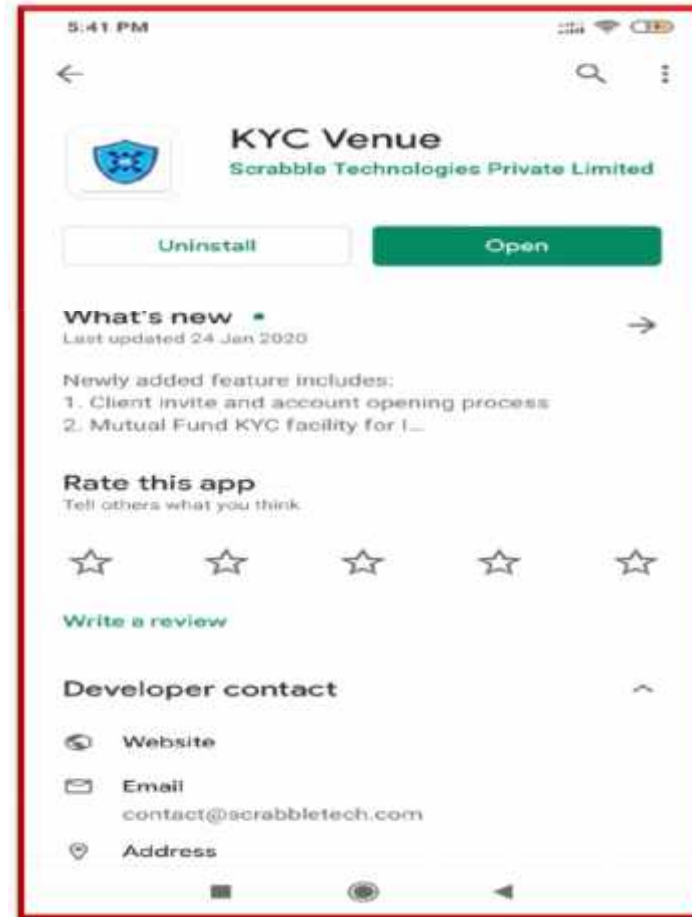 5:41 PM
KYC Venue
Scrabble Technologies Private Limited
Uninstall
Open
What's new
Last updated 24 Jan 2020
Newly added feature includes:
1. Client invite and account opening process
2. Mutual Fund KYC facility for I...
Rate this app
Tell others what you think
Write a review
Developer contact
Website
Email
contact@scrabbletech.com
Address